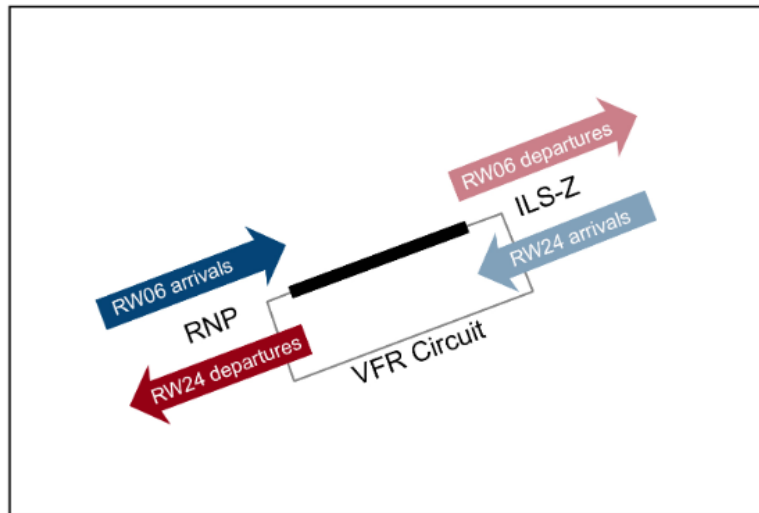 RW06 departures
ILS-Z
RW24 arrivals
RW06 arrivals
RNP
RW24 departures
VFR Circuit